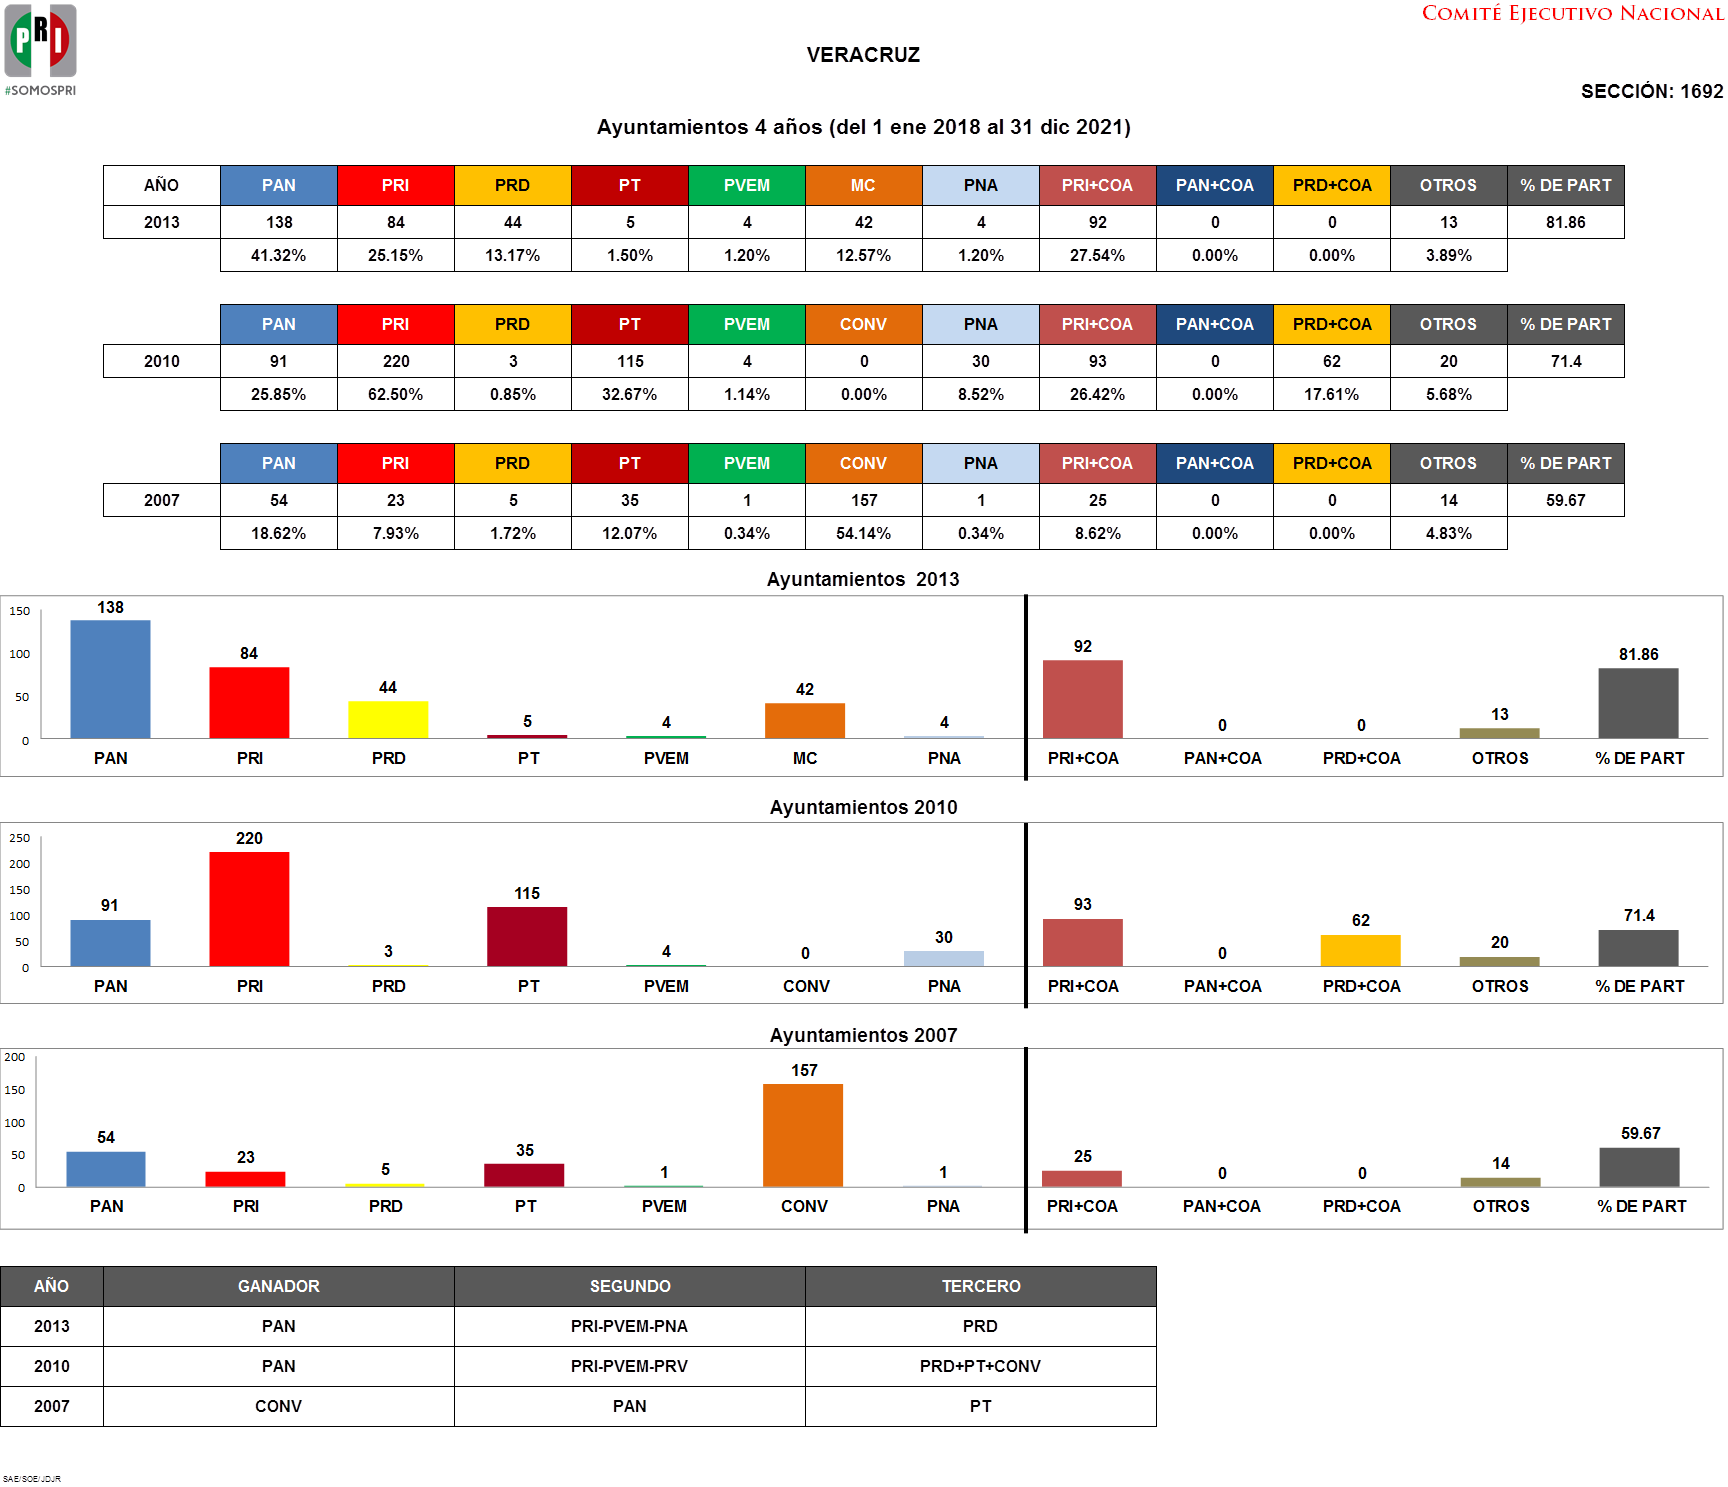 PRI
#SOMOSPRI
COMITÉ EJECUTIVO NACIONAL
VERACRUZ
SECCIÓN: 1692
Ayuntamientos 4 años (del 1 ene 2018 al 31 dic 2021)
AÑO PAN PRI PRD PT PVEM MC PNA PRI+COA PAN+COA PRD+COA OTROS % DE PART
2013 138 84 44 5 4 42 4 92 0 0 13 81.86
41.32% 25.15% 13.17% 1.50% 1.20% 12.57% 1.20% 27.54% 0.00% 0.00% 3.89%
PAN PRI PRD PT PVEM CONV PNA PRI+COA PAN+COA PRD+COA OTROS % DE PART
2010 91 220 3 115 4 0 30 93 0 62 20 71.4
25.85% 62.50% 0.85% 32.67% 1.14% 0.00% 8.52% 26.42% 0.00% 17.61% 5.68%
PAN PRI PRD PT PVEM CONV PNA PRI+COA PAN+COA PRD+COA OTROS % DE PART
2007 54 23 5 35 1 157 1 25 0 0 14 59.67
18.62% 7.93% 1.72% 12.07% 0.34% 54.14% 0.34% 8.62% 0.00% 0.00% 4.83%
Ayuntamientos 2013
150
100
50
0
138 84 44 5 4 42 4 92 0 0 13 81.86
PAN PRI PRD PT PVEM MC PNA PRI+COA PAN+COA PRD+COA OTROS % DE PART
Ayuntamientos 2010
250
200
150
100
50
0
91 220 3 115 4 0 30 93 0 62 20 71.4
PAN PRI PRD PT PVEM CONV PNA PRI+COA PAN+COA PRD+COA OTROS % DE PART
Ayuntamientos 2007
200
150
100
50
0
54 23 5 35 1 157 1 25 0 0 14 59.67
PAN PRI PRD PT PVEM CONV PNA PRI+COA PAN+COA PRD+COA OTROS % DE PART
AÑO GANADOR SEGUNDO TERCERO
2013 PAN PRI-PVEM-PNA PRD
2010 PAN PRI-PVEM-PRV PRD+PT+CONV
2007 CONV PAN PT
SAE/SOE/JDJR